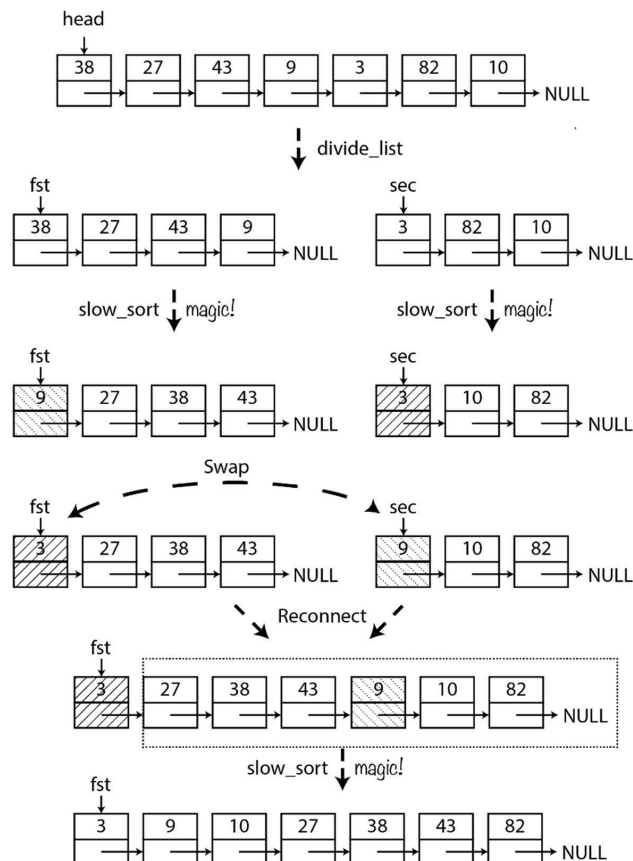 head
38 27 43 9 3 82 10
NULL
divide_list
fst sec
38 27 43 9 3 82 10
NULL NULL
slow_sort magic! slow_sort magic!
fst sec
9 27 38 43 3 10 82
NULL NULL
Swap
fst sec
3 27 38 43 9 10 82
NULL NULL
Reconnect
fst
3 27 38 43 9 10 82
NULL
slow_sort magic!
fst
3 9 10 27 38 43 82
NULL